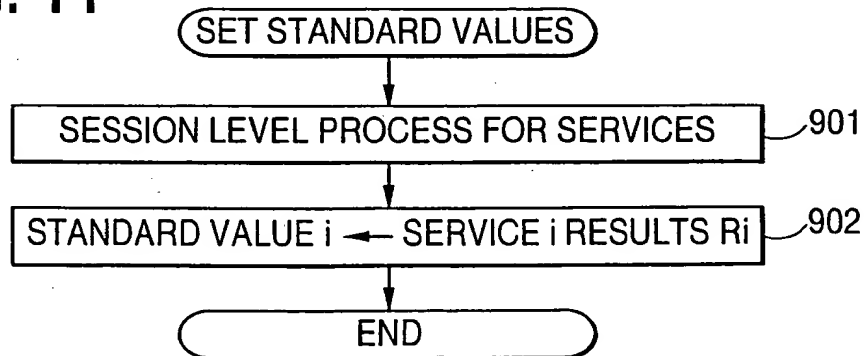 SET STANDARD VALUES
SESSION LEVEL PROCESS FOR SERVICES
901
STANDARD VALUE i ← SERVICE i RESULTS Ri
902
END